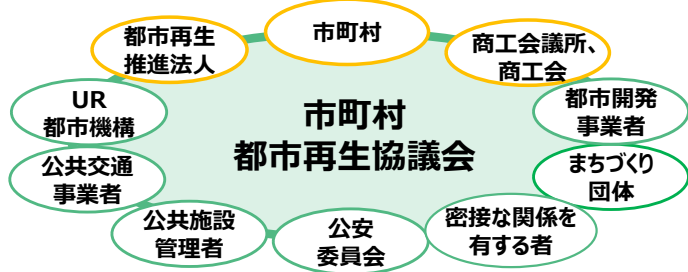 市町村
都市再生
推進法人
商工会議所、
商工会
UR
都市機構
都市開発
事業者
市町村
都市再生協議会
公共交通
事業者
まちづくり
団体
公共施設
管理者
公安
委員会
密接な関係を
有する者